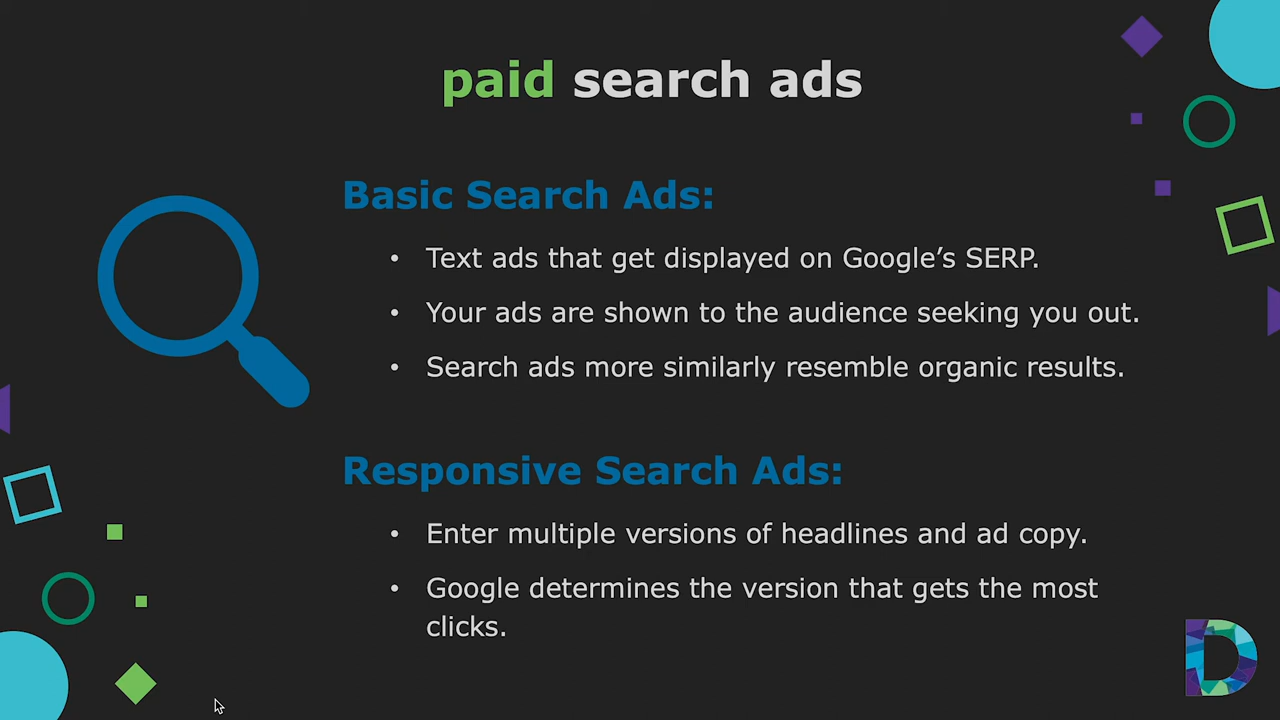 paid search ads
Basic Search Ads:
• Text ads that get displayed on Google’s SERP.
• Your ads are shown to the audience seeking you out.
• Search ads more similarly resemble organic results.
Responsive Search Ads:
• Enter multiple versions of headlines and ad copy.
• Google determines the version that gets the most
clicks.
D